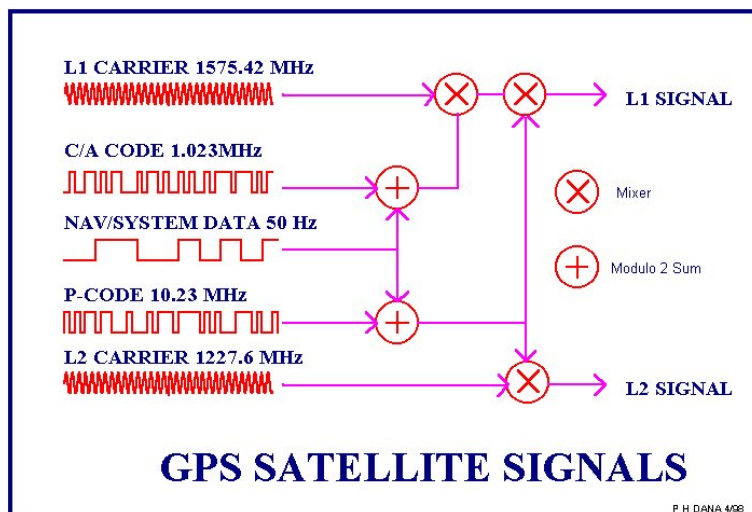 L1 CARRIER 1575.42 MHz
L1 SIGNAL
C/A CODE 1.023MHz
Mixer
NAV/SYSTEM DATA 50 Hz
Modulo 2 Sum
P-CODE 10.23 MHz
L2 CARRIER 1227.6 MHz
L2 SIGNAL
GPS SATELLITE SIGNALS
P H DANA 4/98